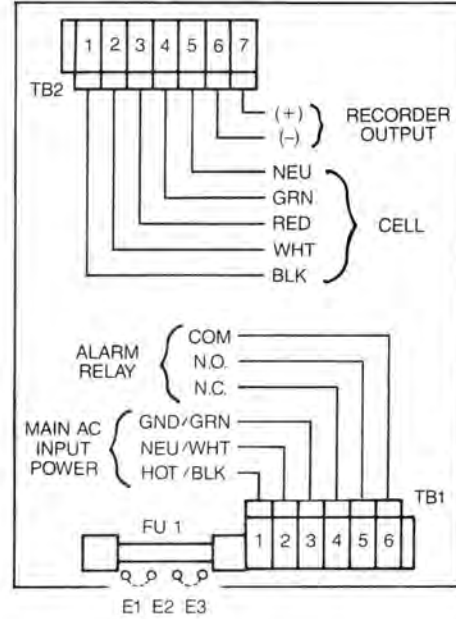 1 2 3 4 5 6 7
TB2
(+)
(−)
RECORDER
OUTPUT
NEU
GRN
RED
WHT
BLK
CELL
ALARM
RELAY
COM
N.O.
N.C.
MAIN AC
INPUT
POWER
GND/GRN
NEU/WHT
HOT/BLK
TB1
FU 1
1 2 3 4 5 6
E1 E2 E3